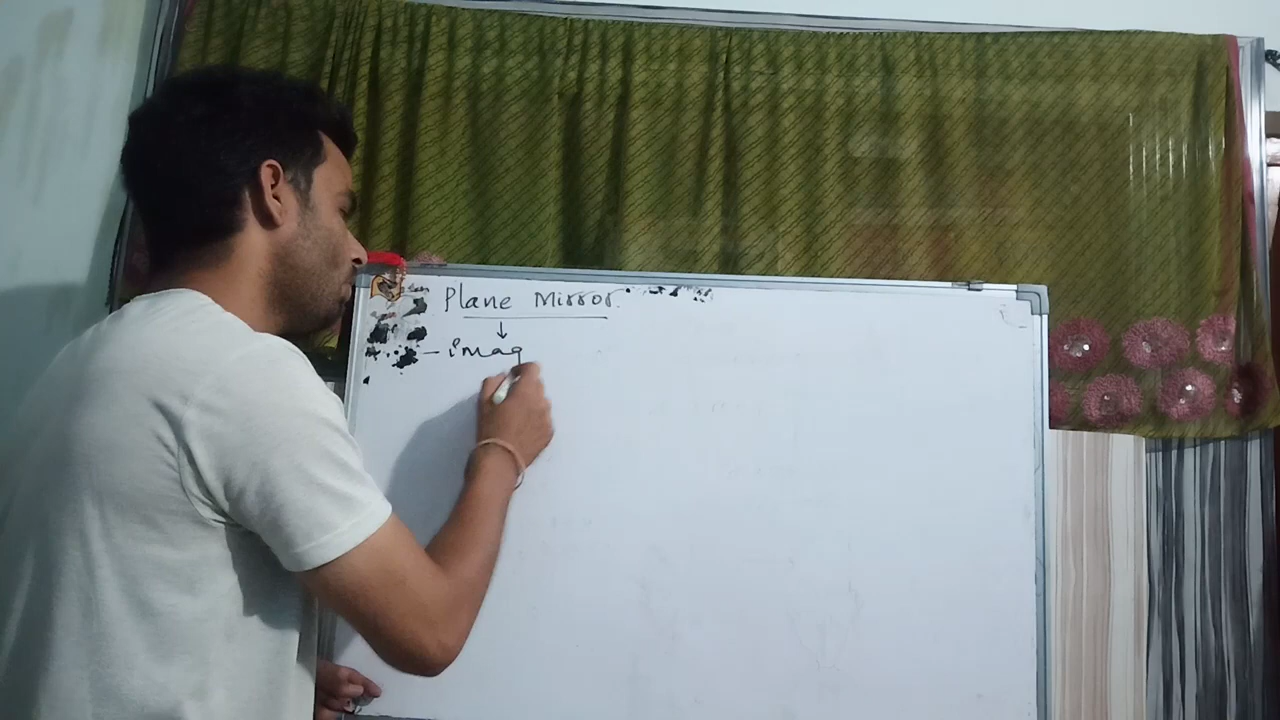 Plane Mirror.
↓
- imag